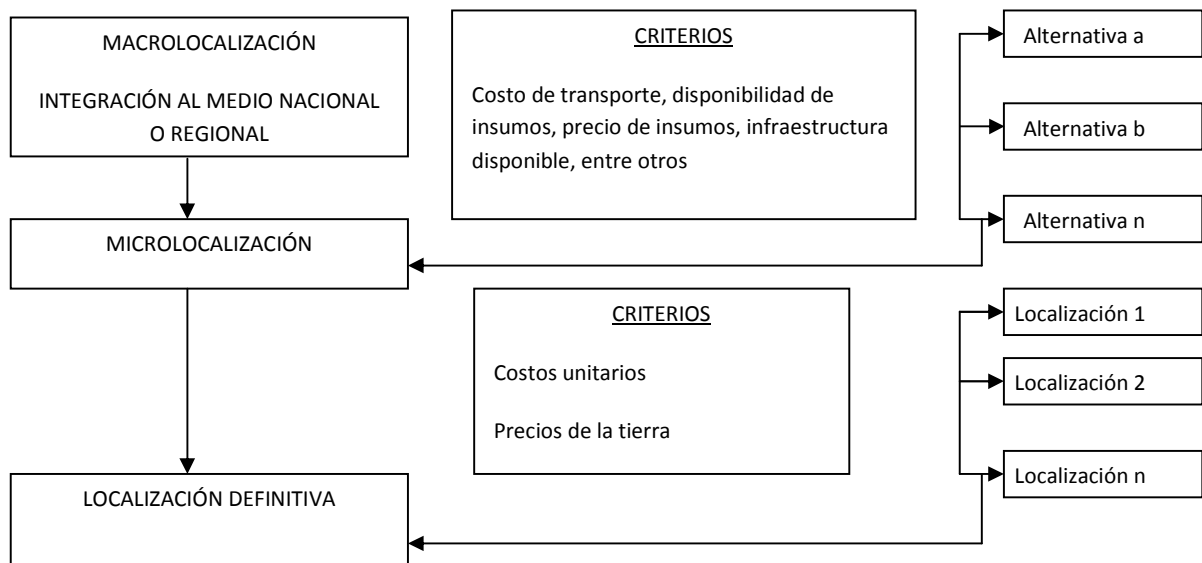 MACROLOCALIZACIÓN
INTEGRACIÓN AL MEDIO NACIONAL
O REGIONAL
CRITERIOS
Costo de transporte, disponibilidad de
insumos, precio de insumos, infraestructura
disponible, entre otros
Alternativa a
Alternativa b
Alternativa n
MICROLOCALIZACIÓN
CRITERIOS
Costos unitarios
Precios de la tierra
Localización 1
Localización 2
Localización n
LOCALIZACIÓN DEFINITIVA